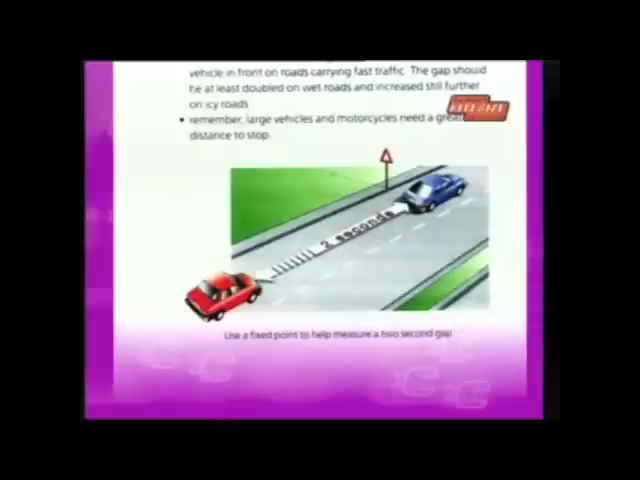 vehicle in front on roads carrying fast traffic. The gap should
be at least doubled on wet roads and increased still further
on icy roads
• remember, large vehicles and motorcycles need a great
distance to stop.
2 seconds
Use a fixed point to help measure a two second gap